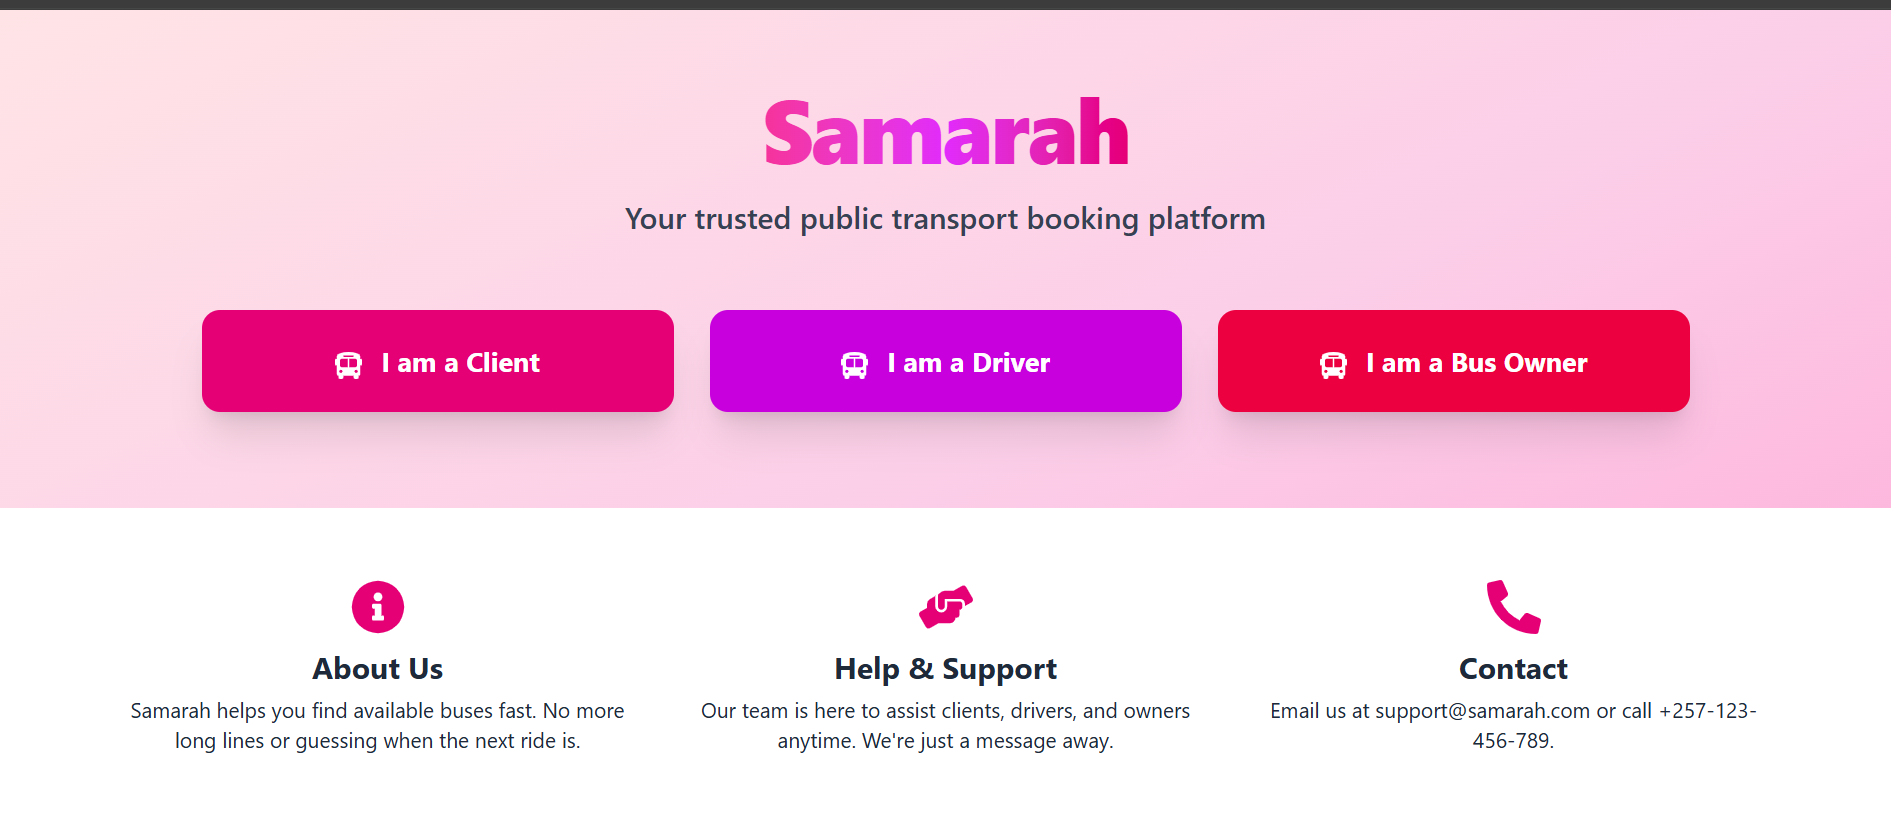 Samarah
Your trusted public transport booking platform
I am a Client
I am a Driver
I am a Bus Owner
About Us
Samarah helps you find available buses fast. No more
long lines or guessing when the next ride is.
Help & Support
Our team is here to assist clients, drivers, and owners
anytime. We're just a message away.
Contact
Email us at support@samarah.com or call +257-123-
456-789.